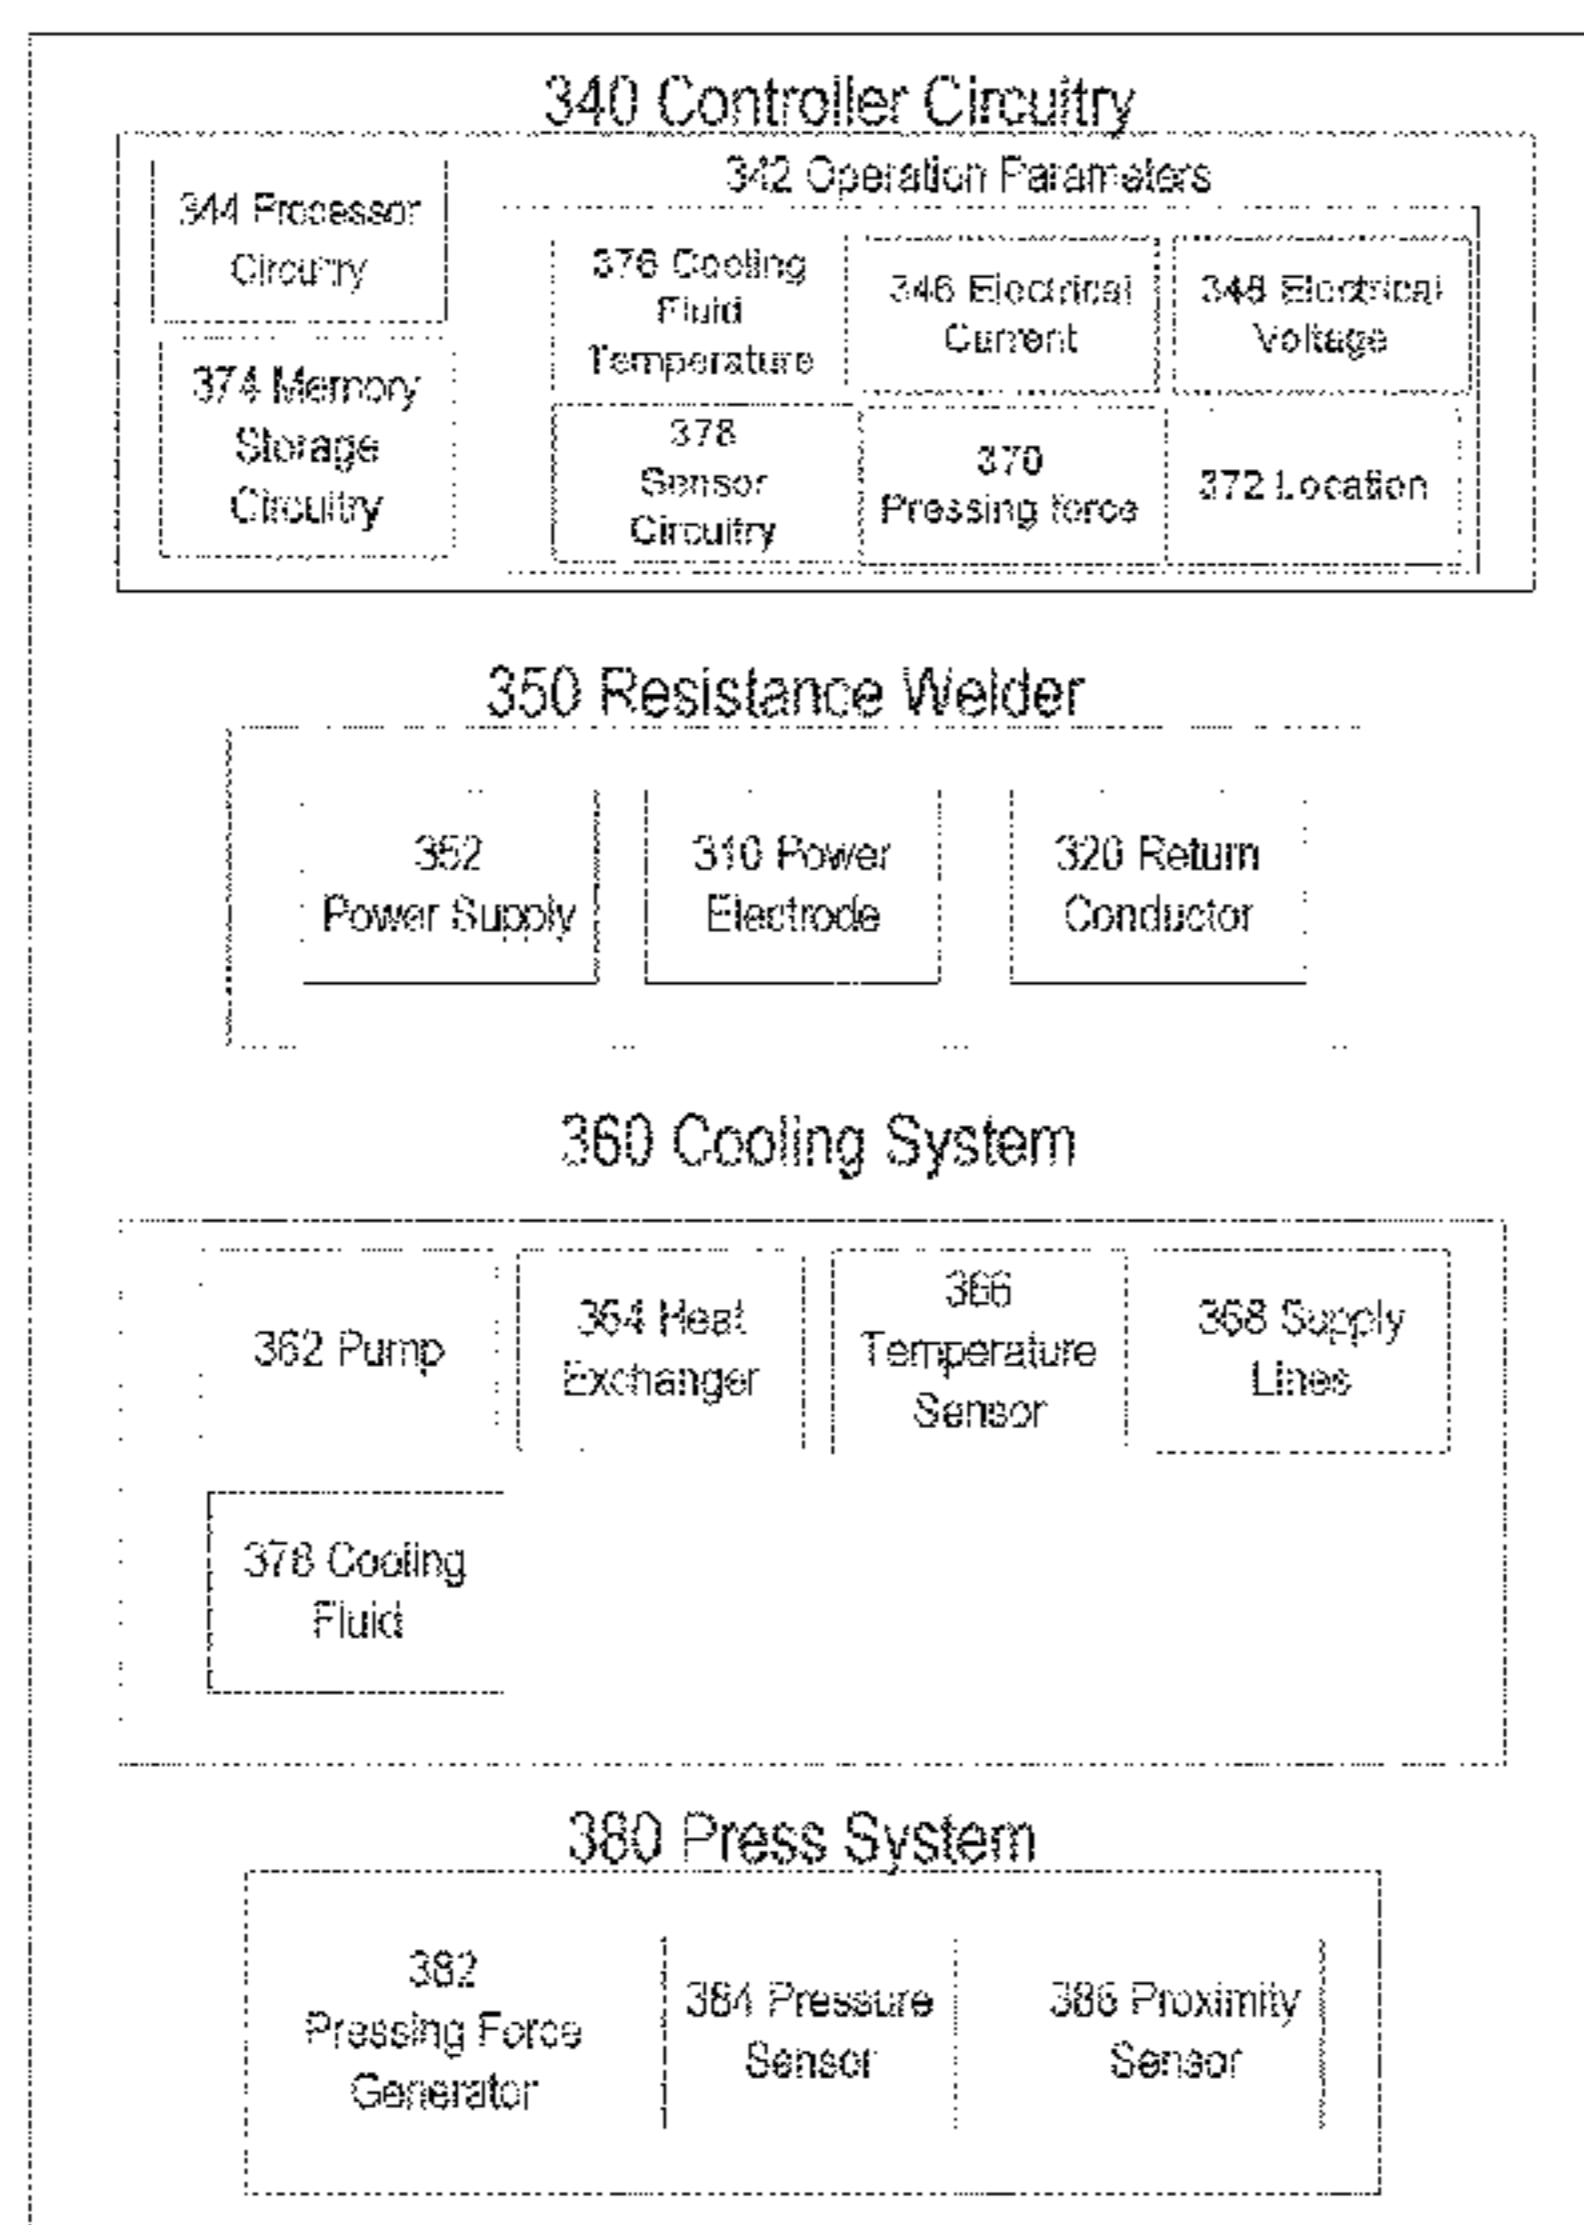 340 Controller Circuitry
342 Operation Parameters
344 Processor
Circuitry
374 Memory
Storage
Circuitry
376 Cooling
Fluid
Temperature
346 Electrical
Current
348 Electrical
Voltage
378
Sensor
Circuitry
370
Pressing force
372 Location
350 Resistance Welder
352
Power Supply
310 Power
Electrode
320 Return
Conductor
360 Cooling System
362 Pump
364 Heat
Exchanger
366
Temperature
Sensor
368 Supply
Lines
Cooling
Fluid
380 Press System
382
Pressing Force
Generator
384 Pressure
Sensor
386 Proximity
Sensor